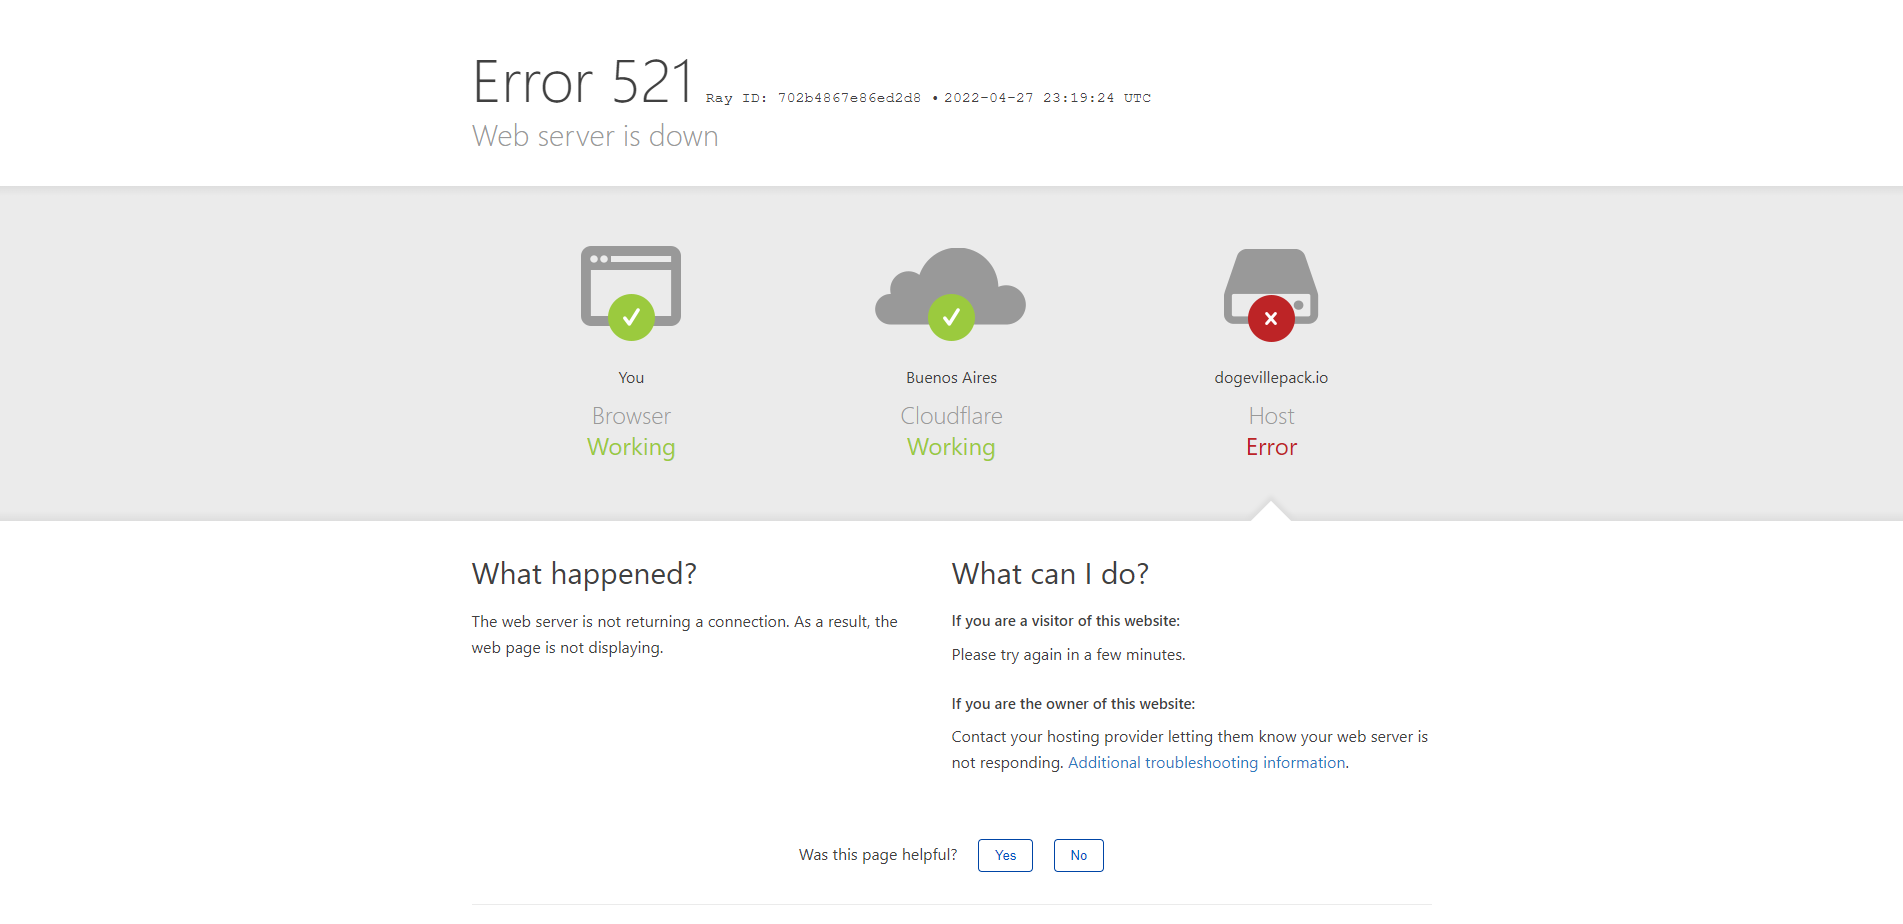 Error 521 Ray ID: 702b4867e86ed2d8 • 2022-04-27 23:19:24 UTC
Web server is down
You
Browser
Working
Buenos Aires
Cloudflare
Working
dogevillepack.io
Host
Error
What happened?
The web server is not returning a connection. As a result, the
web page is not displaying.
What can I do?
If you are a visitor of this website:
Please try again in a few minutes.
If you are the owner of this website:
Contact your hosting provider letting them know your web server is
not responding. Additional troubleshooting information.
Was this page helpful? Yes No